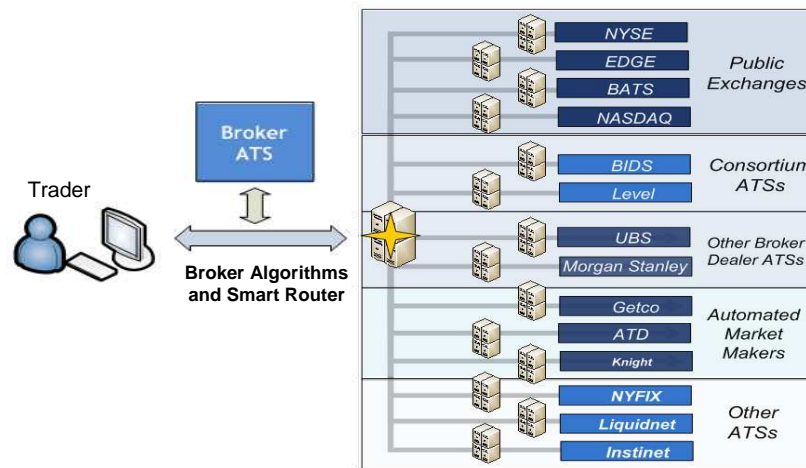 Broker
ATS
Trader
Broker Algorithms
and Smart Router
NYSE
EDGE
BATS
NASDAQ
Public
Exchanges
BIDS
Level
Consortium
ATSs
UBS
Morgan Stanley
Other Broker
Dealer ATSs
Getco
ATD
Knight
Automated
Market
Makers
NYFIX
Liquidnet
Instinet
Other
ATSs